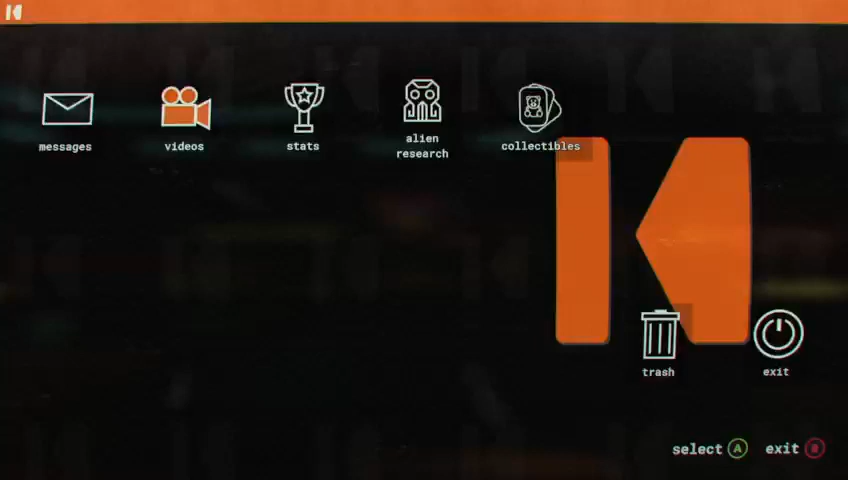 messages
videos
stats
alien
research
collectibles
trash
exit
select A exit B